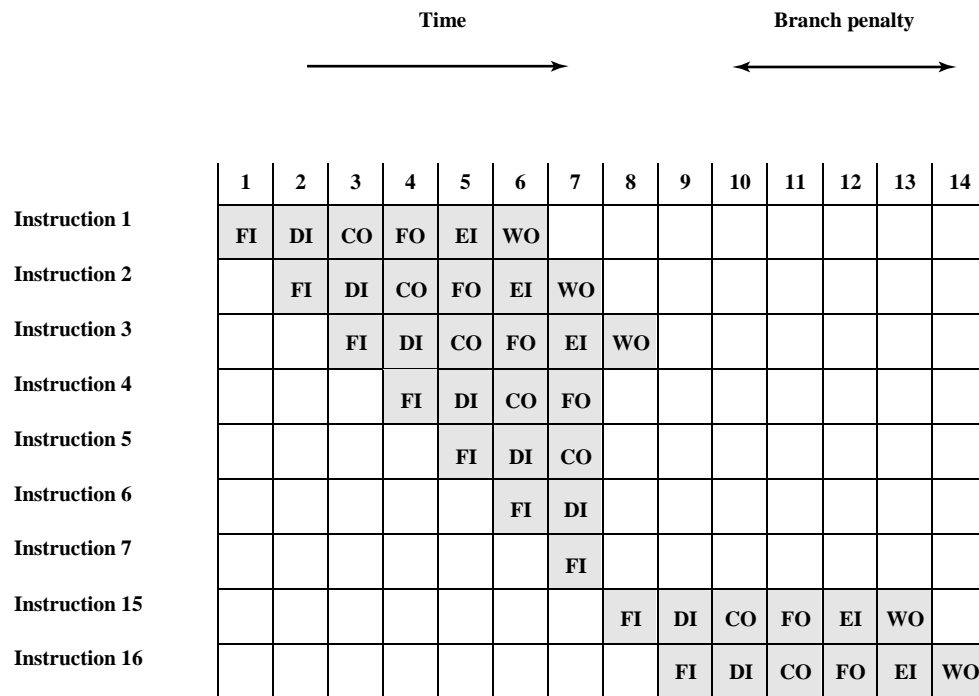 Time Branch penalty
1 2 3 4 5 6 7 8 9 10 11 12 13 14
Instruction 1 FI DI CO FO EI WO
Instruction 2 FI DI CO FO EI WO
Instruction 3 FI DI CO FO EI WO
Instruction 4 FI DI CO FO
Instruction 5 FI DI CO
Instruction 6 FI DI
Instruction 7 FI
Instruction 15 FI DI CO FO EI WO
Instruction 16 FI DI CO FO EI WO